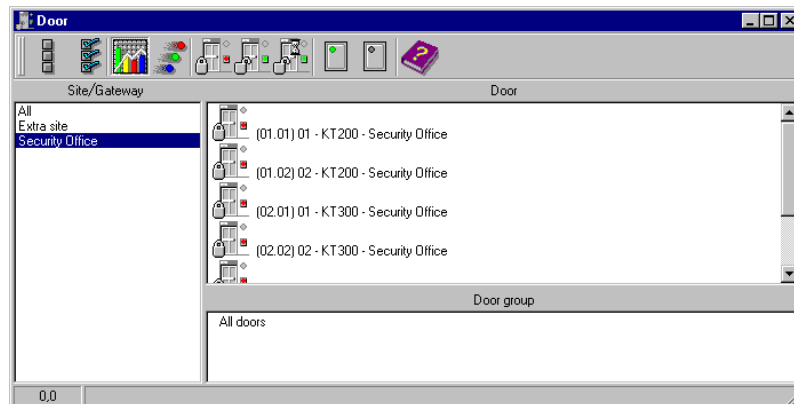 Door
Site/Gateway
Door
All
Extra site
Security Office
(01.01) 01 - KT200 - Security Office
(01.02) 02 - KT200 - Security Office
(02.01) 01 - KT300 - Security Office
(02.02) 02 - KT300 - Security Office
Door group
All doors
0,0